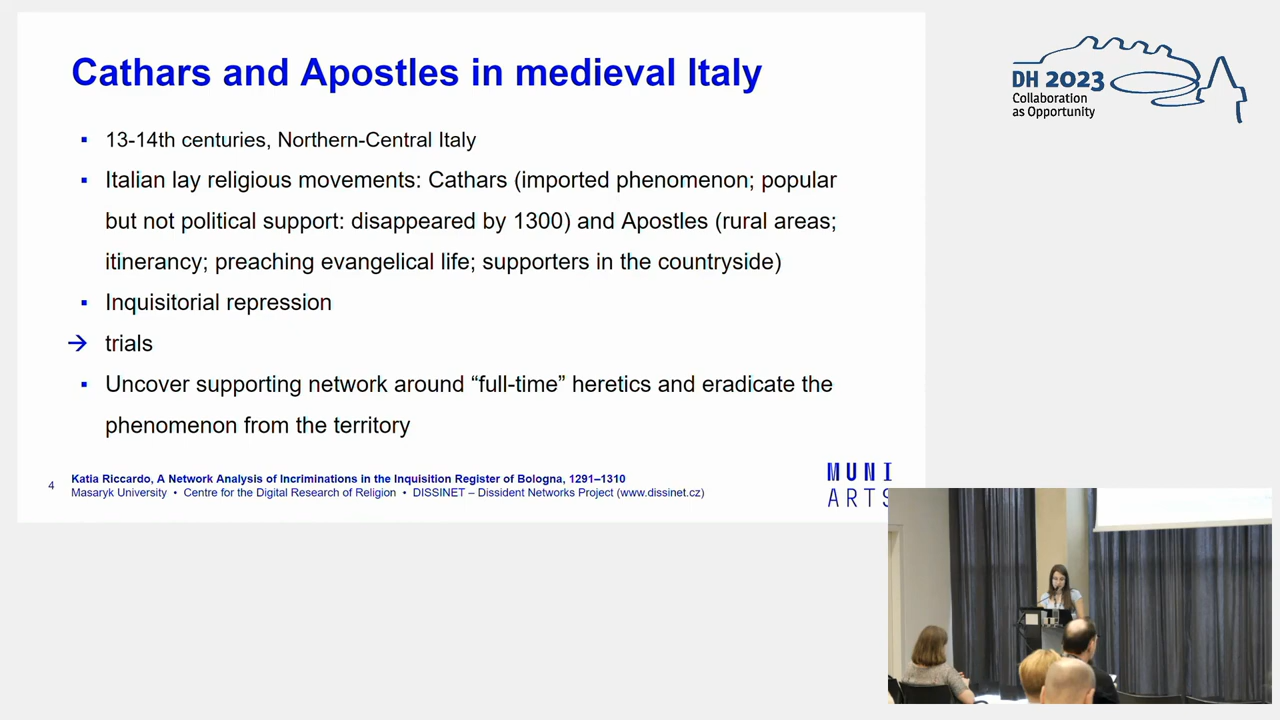 Cathars and Apostles in medieval Italy
▪ 13-14th centuries, Northern-Central Italy
▪ Italian lay religious movements: Cathars (imported phenomenon; popular
but not political support: disappeared by 1300) and Apostles (rural areas;
itinerancy; preaching evangelical life; supporters in the countryside)
▪ Inquisitorial repression
→ trials
▪ Uncover supporting network around “full-time” heretics and eradicate the
phenomenon from the territory
4
Katia Riccardo, A Network Analysis of Incriminations in the Inquisition Register of Bologna, 1291–1310
Masaryk University • Centre for the Digital Research of Religion • DISSINET – Dissident Networks Project (www.dissinet.cz)
MUNI
ARTS
DH 2023
Collaboration
as Opportunity